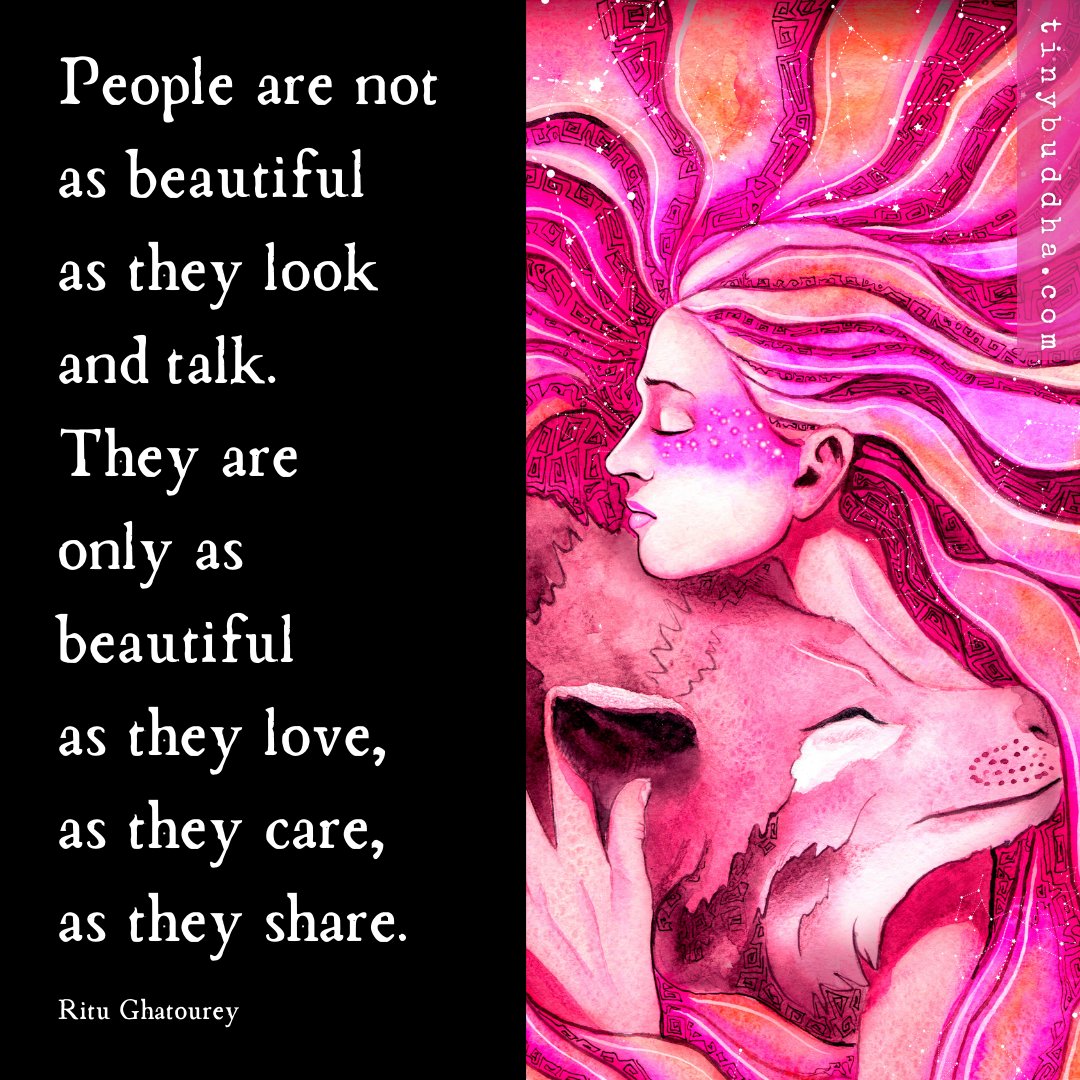 People are not
as beautiful
as they look
and talk.
They are
only as
beautiful
as they love,
as they care,
as they share.
Ritu Ghatourey
tinybuddha.com